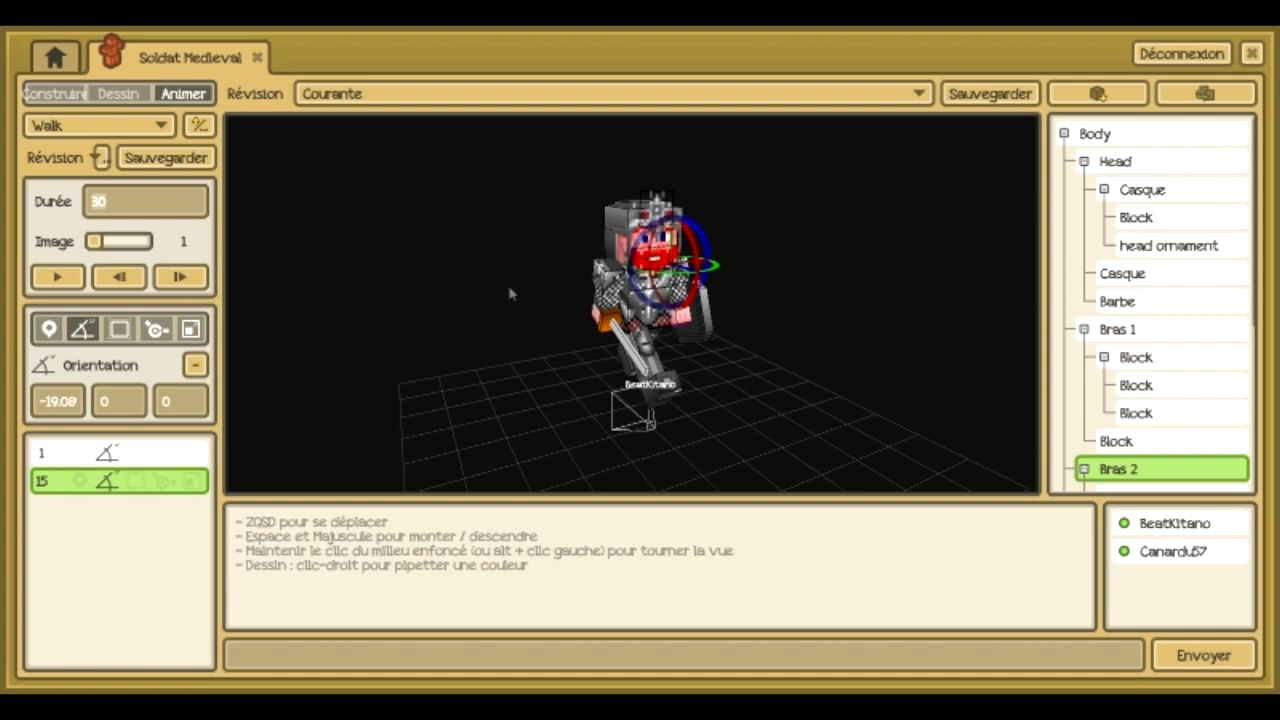 Soldat Medieval
Déconnexion
Construire Dessin Animer
Révision
Courante
Sauvegarder
Walk
Révision
Sauvegarder
Durée
30
Image
1
Orientation
-19.08
0
0
1
15
BeatKitano
Body
Head
Casque
Block
head ornament
Casque
Barbe
Bras 1
Block
Block
Block
Block
Bras 2
- ZQSD pour se déplacer
- Espace et Majuscule pour monter / descendre
- Maintenir le clic du milieu enfoncé (ou alt + clic gauche) pour tourner la vue
- Dessin : clic-droit pour pipetter une couleur
BeatKitano
Canardu57
Envoyer